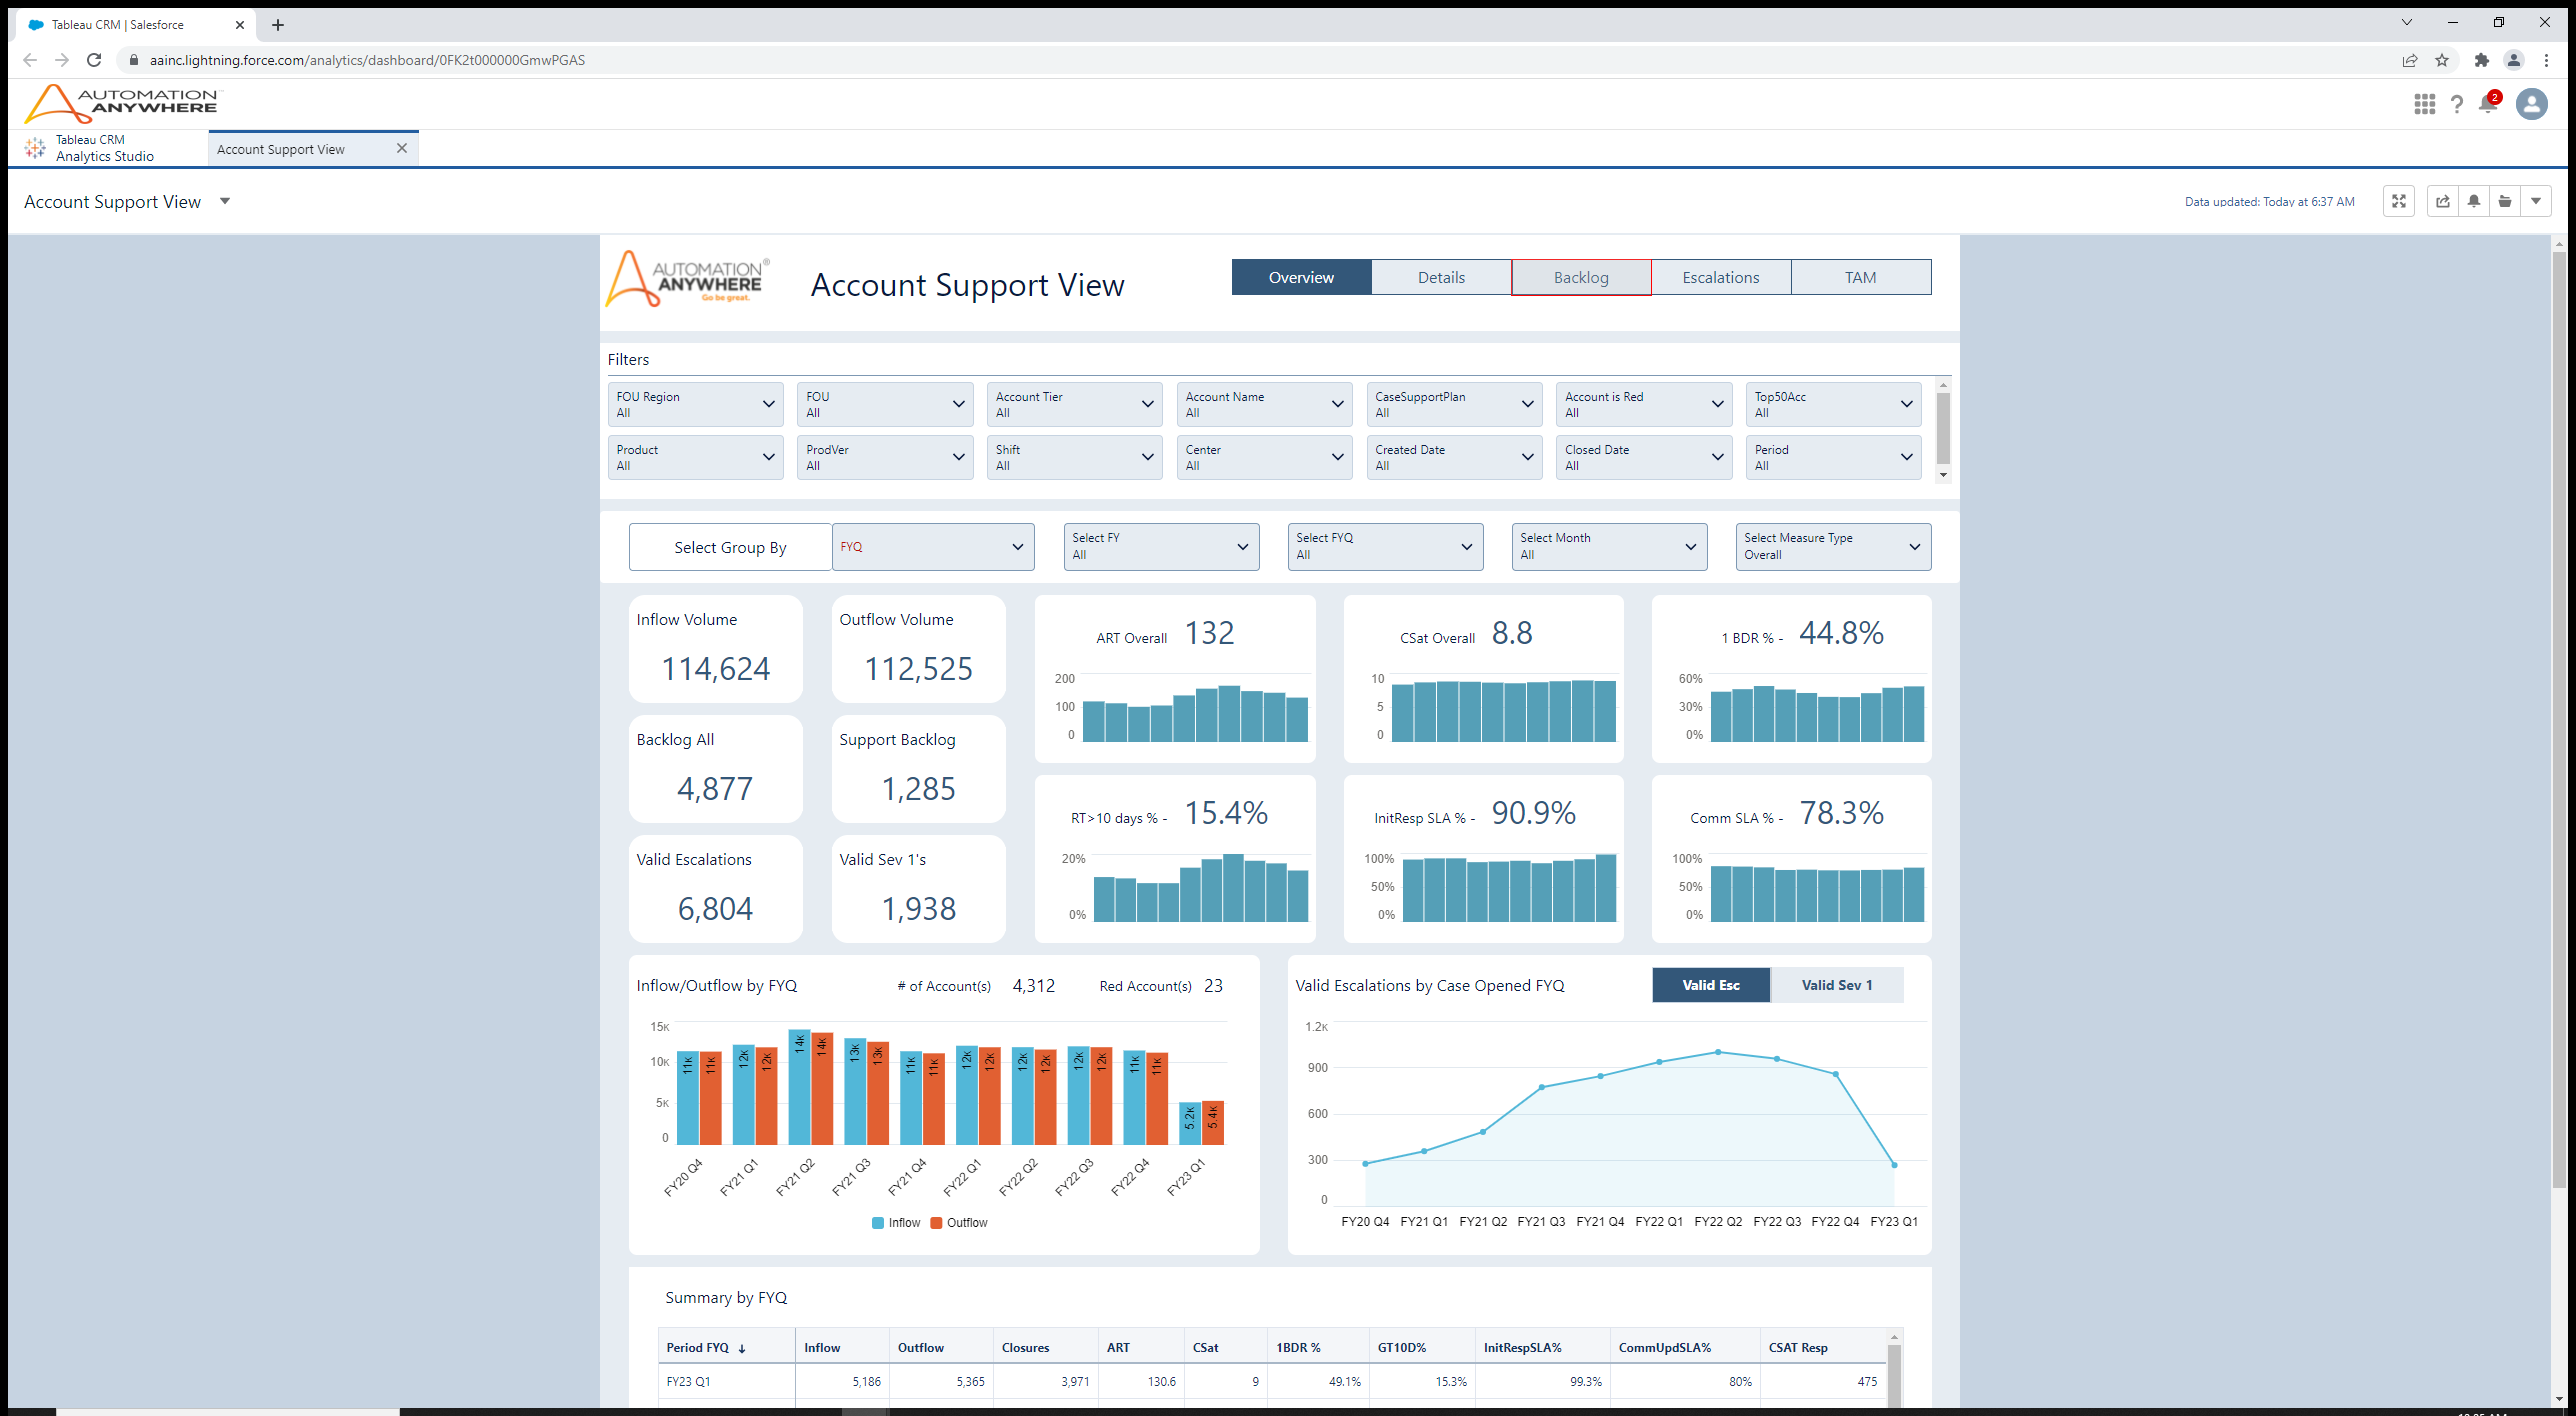 Tableau CRM | Salesforce
aainc.lightning.force.com/analytics/dashboard/0FK2t000000GmwPGAS
AUTOMATION
ANYWHERE
2
Tableau CRM
Analytics Studio
Account Support View
Account Support View
Data updated: Today at 6:37 AM
AUTOMATION
ANYWHERE
Go be great.
Account Support View
Overview Details Backlog Escalations TAM
Filters
FOU Region FOU Account Tier Account Name CaseSupportPlan Account is Red Top50Acc
All All All All All All All
Product ProdVer Shift Center Created Date Closed Date Period
All All All All All All All
Select Group By FYQ
Select FY Select FYQ Select Month Select Measure Type
All All All Overall
Inflow Volume
114,624
Outflow Volume
112,525
ART Overall 132
200
100
0
CSat Overall 8.8
10
5
0
1 BDR % - 44.8%
60%
30%
0%
Backlog All
4,877
Support Backlog
1,285
Valid Escalations
6,804
Valid Sev 1's
1,938
RT>10 days % - 15.4%
20%
0%
InitResp SLA % - 90.9%
100%
50%
0%
Comm SLA % - 78.3%
100%
50%
0%
Inflow/Outflow by FYQ # of Account(s) 4,312 Red Account(s) 23
15K
10K
5K
0
11K 11K 12K 12K 14K 14K 13K 13K 11K 11K 12K 12K 12K 12K 12K 12K 11K 11K 5.2K 5.4K
FY20 Q4 FY21 Q1 FY21 Q2 FY21 Q3 FY21 Q4 FY22 Q1 FY22 Q2 FY22 Q3 FY22 Q4 FY23 Q1
Inflow Outflow
Valid Escalations by Case Opened FYQ Valid Esc Valid Sev 1
1.2K
900
600
300
0
FY20 Q4 FY21 Q1 FY21 Q2 FY21 Q3 FY21 Q4 FY22 Q1 FY22 Q2 FY22 Q3 FY22 Q4 FY23 Q1
Summary by FYQ
Period FYQ Inflow Outflow Closures ART CSat 1BDR % GT10D% InitRespSLA% CommUpdSLA% CSAT Resp
FY23 Q1 5,186 5,365 3,971 130.6 9 49.1% 15.3% 99.3% 80% 475